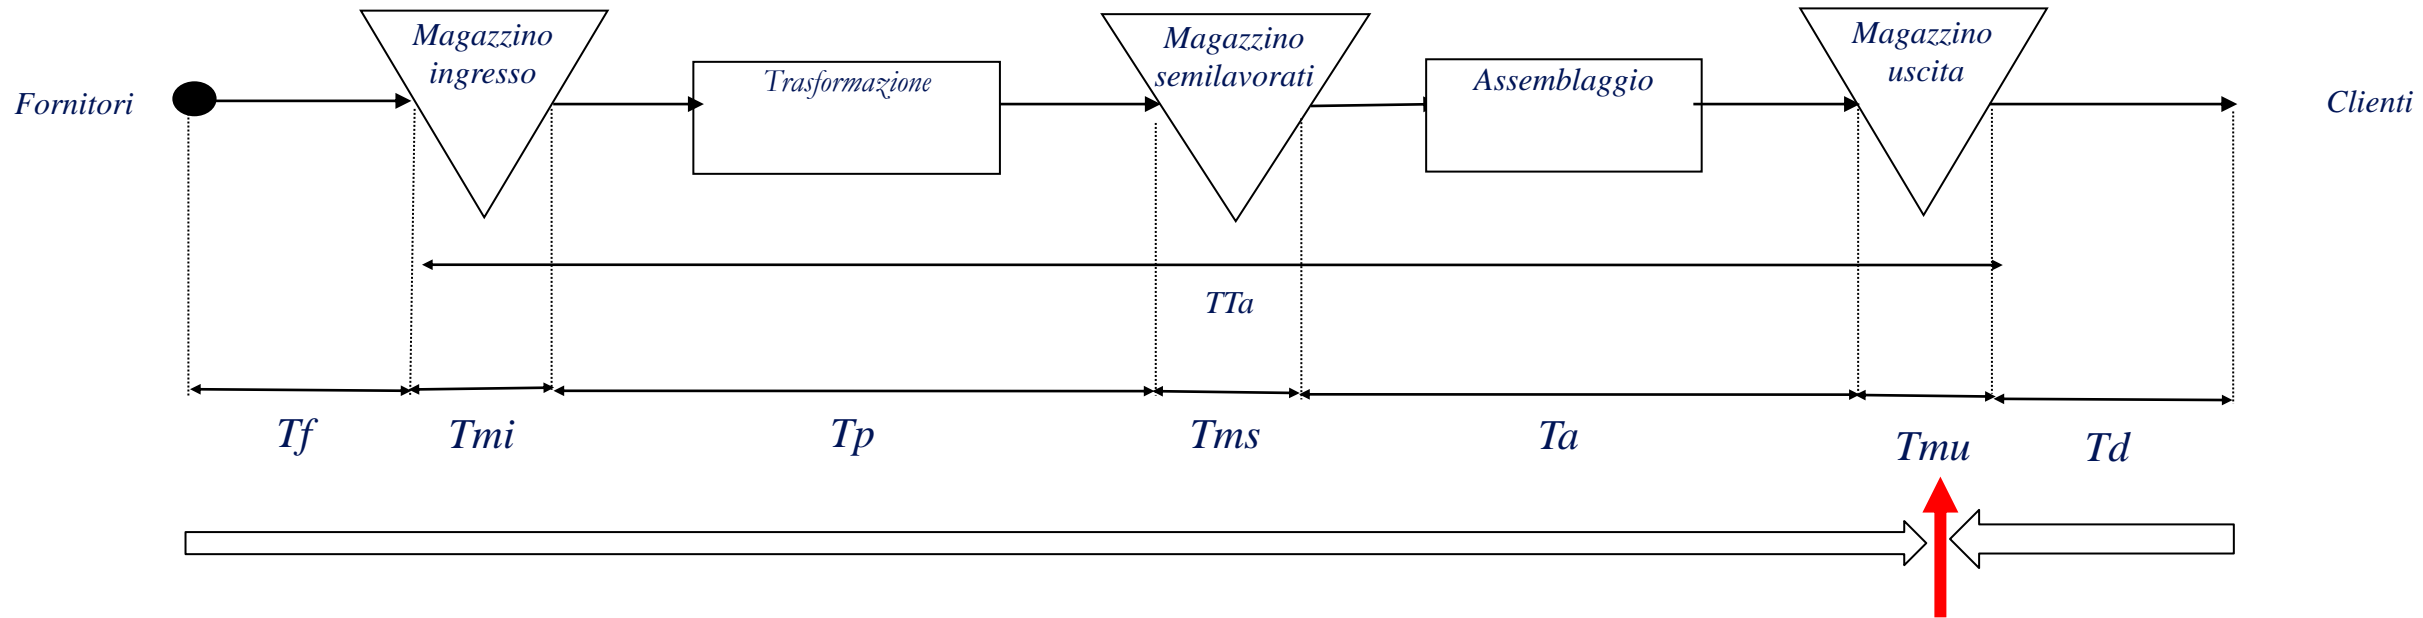 Fornitori
Magazzino
ingresso
Trasformazione
Magazzino
semilavorati
Assemblaggio
Magazzino
uscita
Clienti
TTa
Tf
Tmi
Tp
Tms
Ta
Tmu
Td